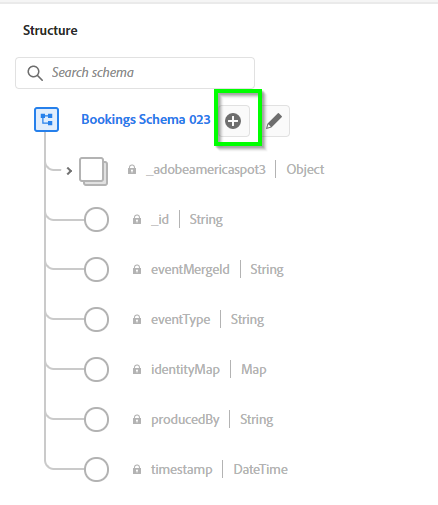 Structure
Search schema
Bookings Schema 023
_adobeamericaspot3 | Object
_id | String
eventMergeId | String
eventType | String
identityMap | Map
producedBy | String
timestamp | DateTime